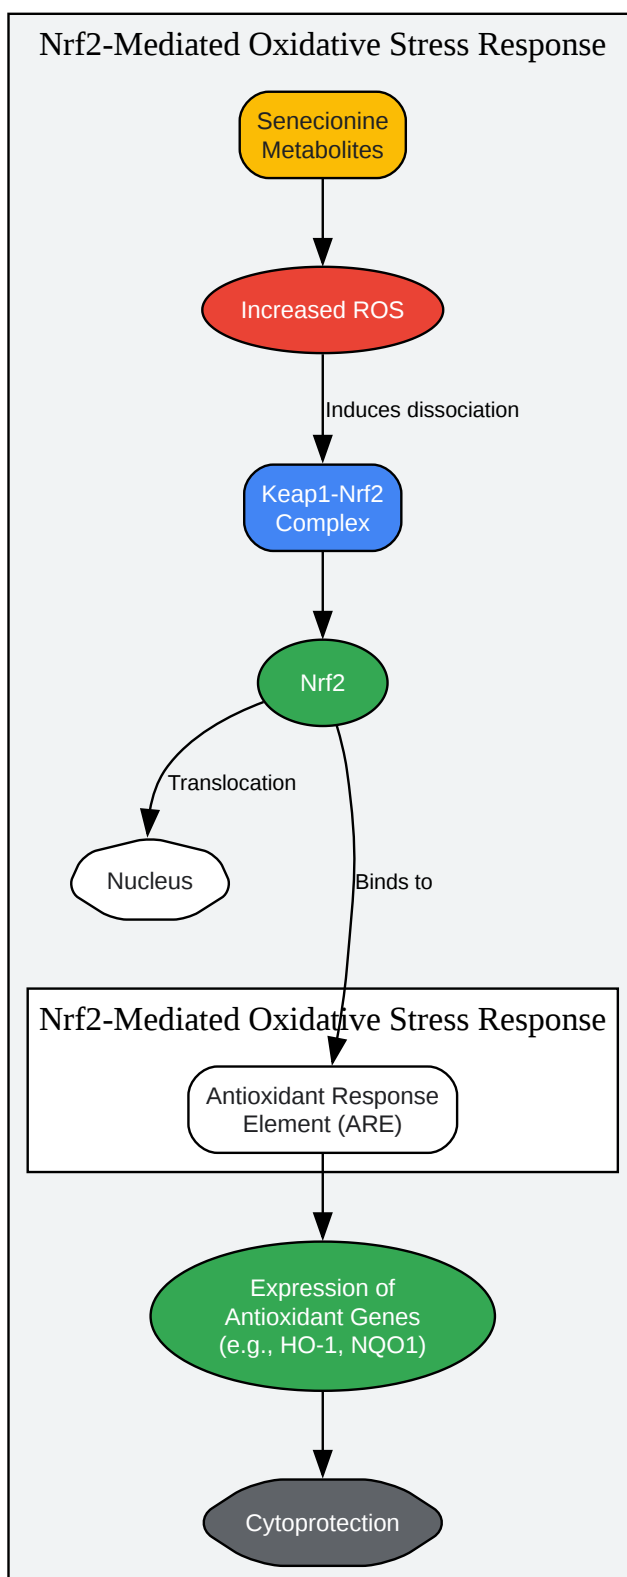 Nrf2-Mediated Oxidative Stress Response
Senecionine
Metabolites
Increased ROS
Induces dissociation
Keap1-Nrf2
Complex
Nrf2
Translocation
Nucleus
Binds to
Nrf2-Mediated Oxidative Stress Response
Antioxidant Response
Element (ARE)
Expression of
Antioxidant Genes
(e.g., HO-1, NQO1)
Cytoprotection